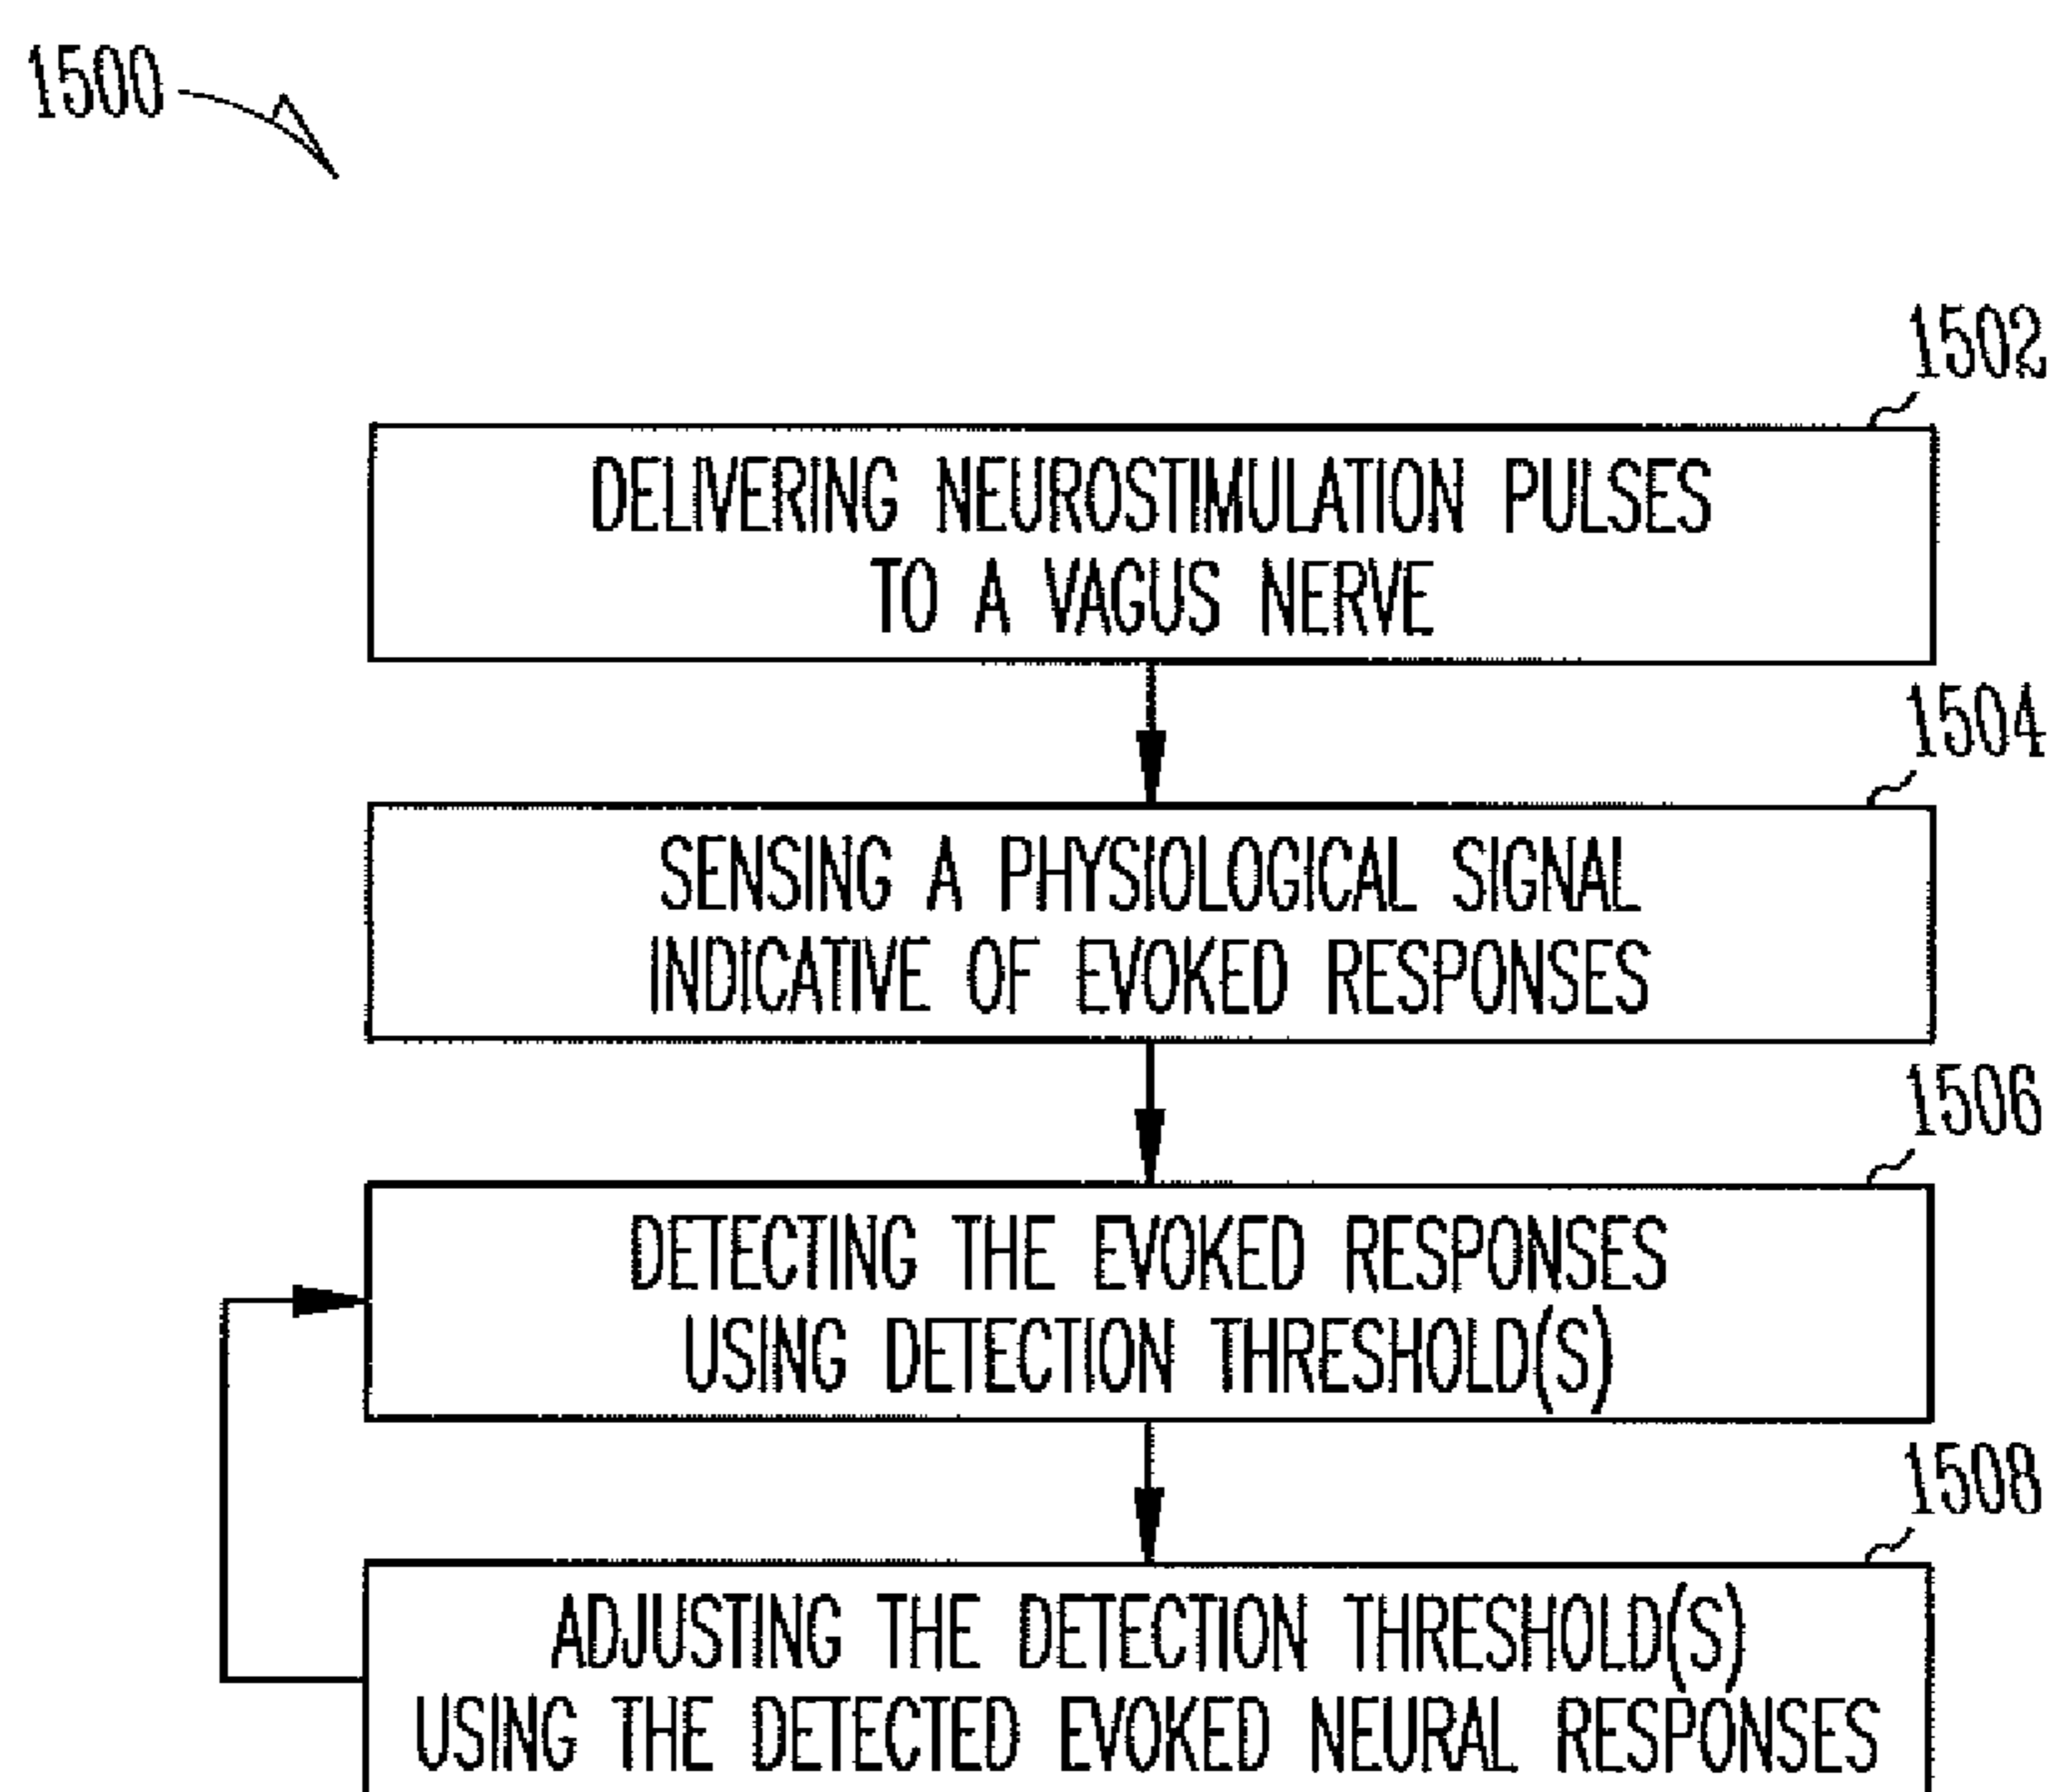 1500
1502
DELIVERING NEUROSTIMULATION PULSES
TO A VAGUS NERVE
1504
SENSING A PHYSIOLOGICAL SIGNAL
INDICATIVE OF EVOKED RESPONSES
1506
DETECTING THE EVOKED RESPONSES
USING DETECTION THRESHOLD(S)
1508
ADJUSTING THE DETECTION THRESHOLD(S)
USING THE DETECTED EVOKED NEURAL RESPONSES